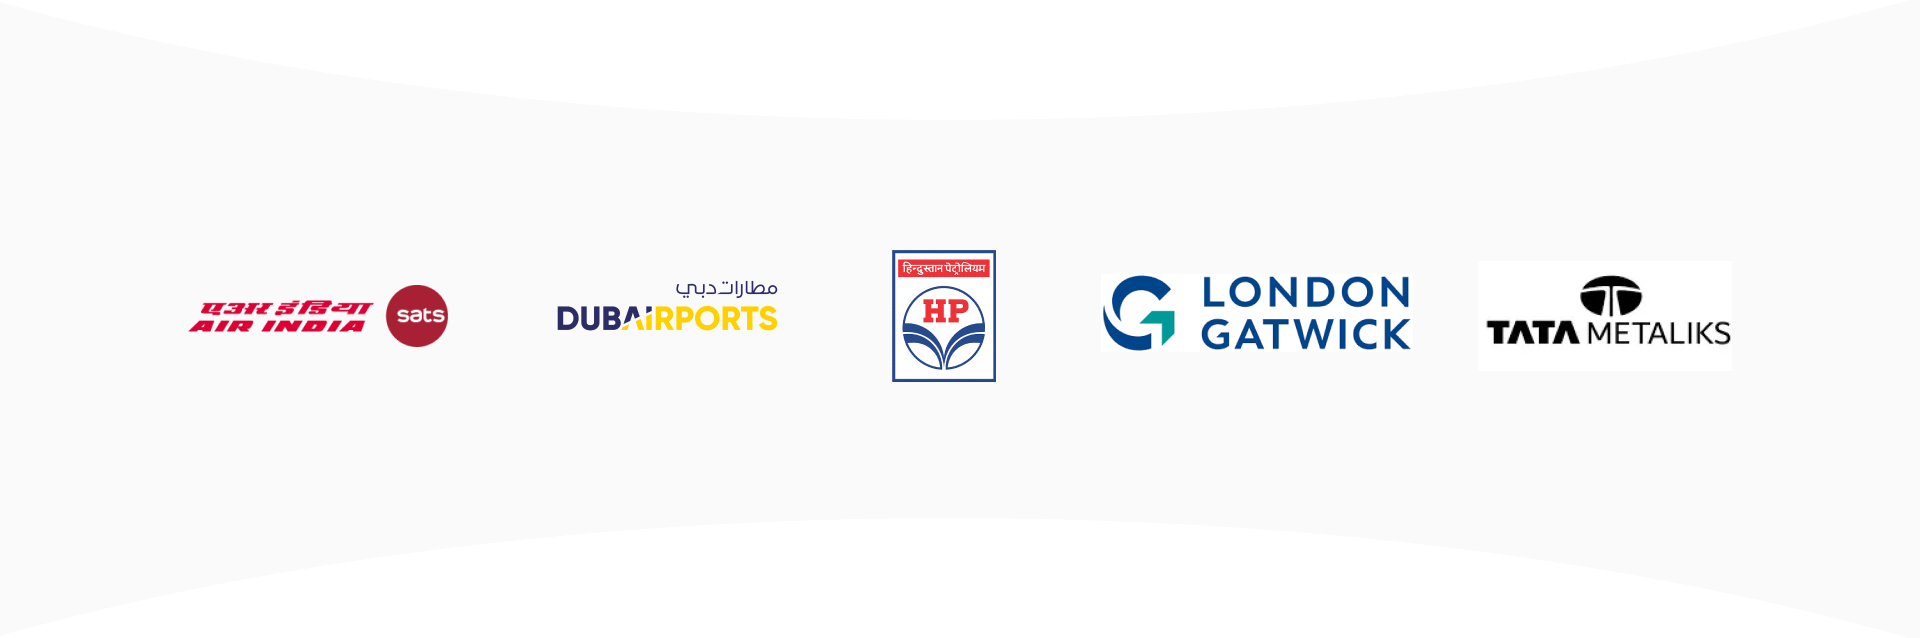 एअर इंडिया
AIR INDIA
sats
مطارات دبي
DUBAIRPORTS
हिन्दुस्तान पेट्रोलियम
HP
LONDON
GATWICK
TATA METALIKS